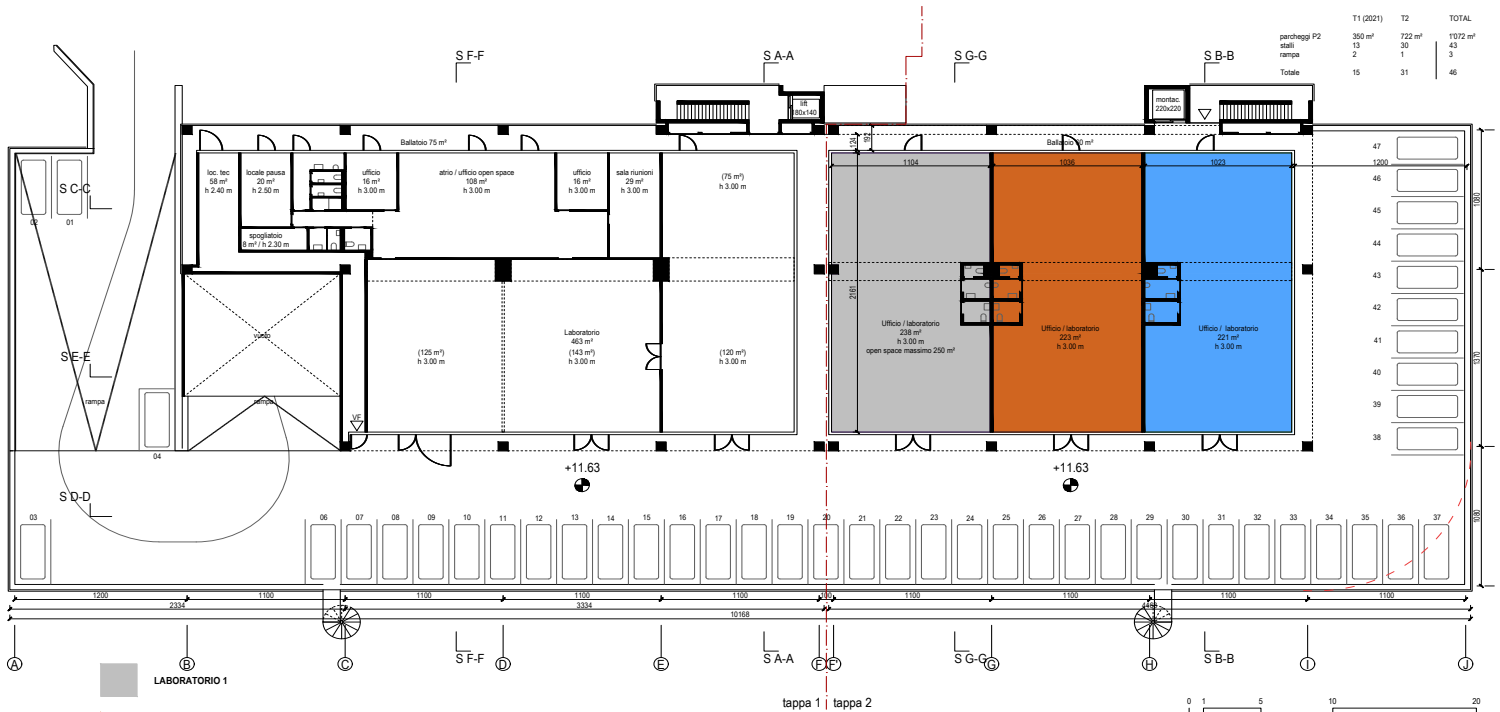 T1 (2021) T2 TOTAL
parcheggi P2 350 m² 722 m² 1'072 m²
stalli 13 30 43
rampa 2 1 3
Totale 15 31 46
S F-F
S A-A
S G-G
S B-B
lift
180x140
montac.
220x220
Ballatoio 75 m²
124
192
1104
1036
1023
1200
loc. tec
58 m²
h 2.40 m
locale pausa
20 m²
h 2.50 m
ufficio
16 m²
h 3.00 m
atrio / ufficio open space
108 m²
h 3.00 m
ufficio
16 m²
h 3.00 m
sala riunioni
29 m²
h 3.00 m
(75 m²)
h 3.00 m
S C-C
02
01
spogliatoio
8 m² / h 2.30 m
47
46
45
44
43
42
41
40
39
38
1080
1370
1080
vuoto
2161
S E-E
rampa
rampa
(125 m²)
h 3.00 m
Laboratorio
463 m²
(143 m²)
h 3.00 m
(120 m²)
h 3.00 m
Ufficio / laboratorio
238 m²
h 3.00 m
open space massimo 250 m²
Ufficio / laboratorio
223 m²
h 3.00 m
Ufficio / laboratorio
221 m²
h 3.00 m
VF
04
+11.63
+11.63
S D-D
03
06 07 08 09 10 11 12 13 14 15 16 17 18 19 20 21 22 23 24 25 26 27 28 29 30 31 32 33 34 35 36 37
1200 1100 1100 1100 1100 100 1100 1100 1100 1100
2334 3334
10168
A B C D E F F' G H I J
S F-F
S A-A
S G-G
S B-B
LABORATORIO 1
tappa 1 tappa 2
0 1 5 10 20